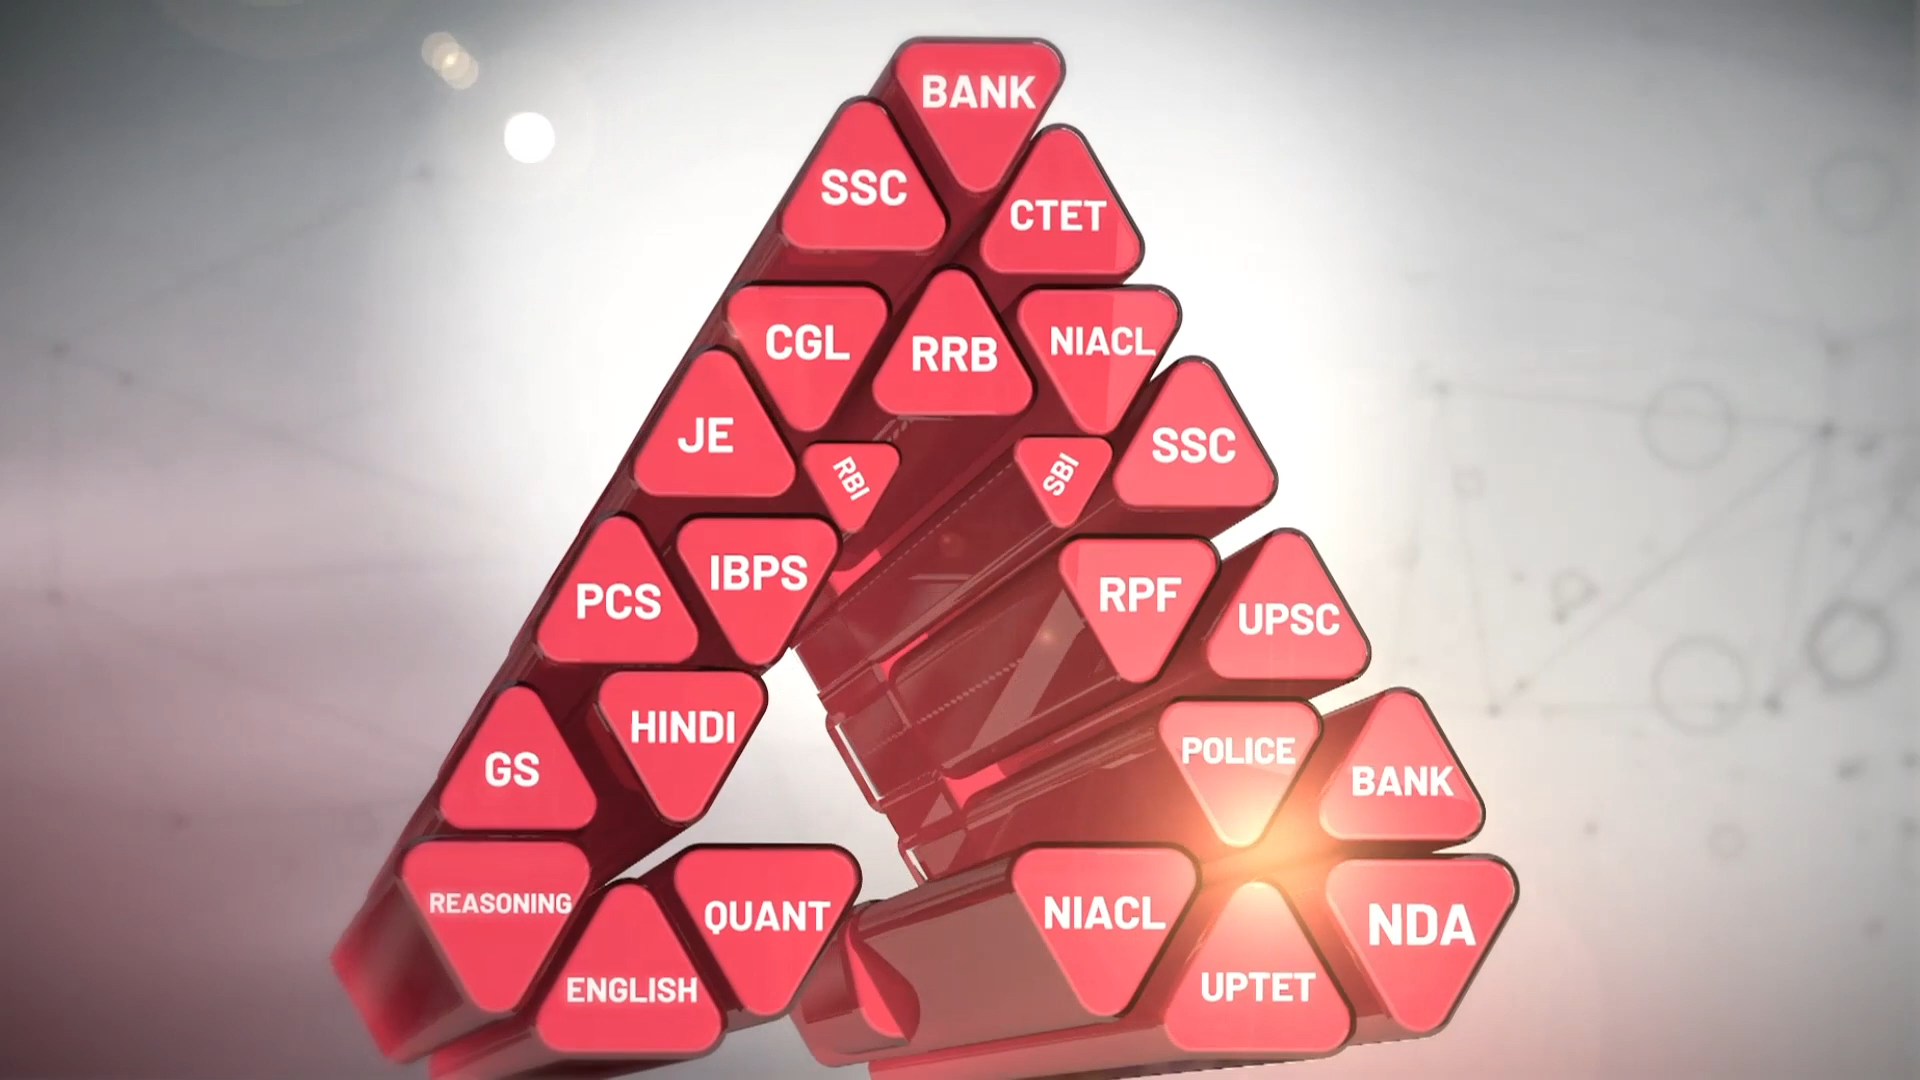 BANK
SSC
CTET
CGL
RRB
NIACL
JE
RBI
SBI
SSC
PCS
IBPS
RPF
UPSC
GS
HINDI
POLICE
BANK
REASONING
QUANT
NIACL
NDA
ENGLISH
UPTET